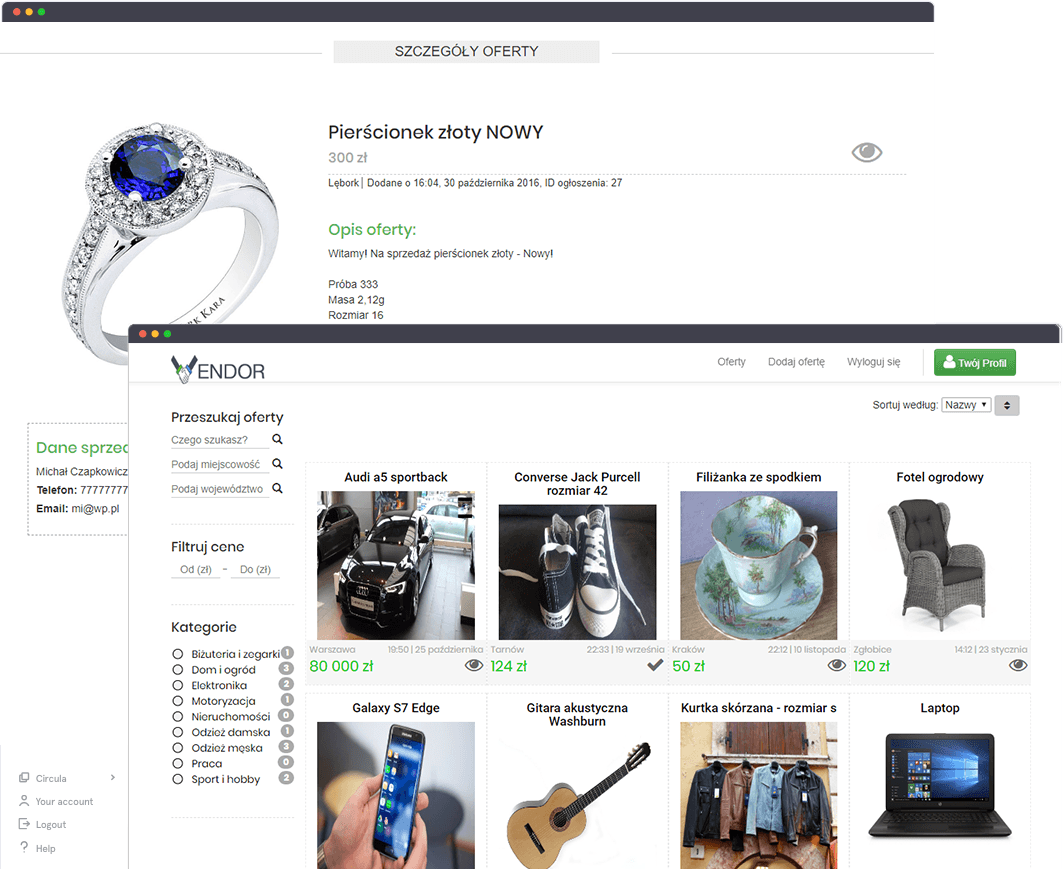 SZCZEGÓŁY OFERTY
Pierścionek złoty NOWY
300 zł
Lębork| Dodane o 16:04, 30 października 2016, ID ogłoszenia: 27
Opis oferty:
Witamy! Na sprzedaż pierścionek złoty - Nowy!
Próba 333
Masa 2,12g
Rozmiar 16
KARA
Dane
Michał Czapkowicz
Telefon: 77777777
Email: mi@wp.pl
Circula
Your account
Logout
Help
VENDOR
Oferty
Dodaj ofertę
Wyloguj się
Twój Profil
Sortuj według: Nazwy
Przeszukaj oferty
Czego szukasz?
Podaj miejscowość
Podaj województwo
Filtruj cene
Od (zł) - Do (zł)
Kategorie
Biżuteria i zegarki 1
Dom i ogród 3
Elektronika 2
Motoryzacja 1
Nieruchomości 0
Odzież damska 1
Odzież męska 3
Praca 0
Sport i hobby 2
Audi a5 sportback
Warszawa 19:50 | 25 października
80 000 zł
Converse Jack Purcell
rozmiar 42
Tarnów 22:33 | 19 września
124 zł
Filiżanka ze spodkiem
Kraków 22:12 | 10 listopada
50 zł
Fotel ogrodowy
Zgłobice 14:12 | 23 stycznia
120 zł
Galaxy S7 Edge
Gitara akustyczna
Washburn
Kurtka skórzana - rozmiar s
Laptop